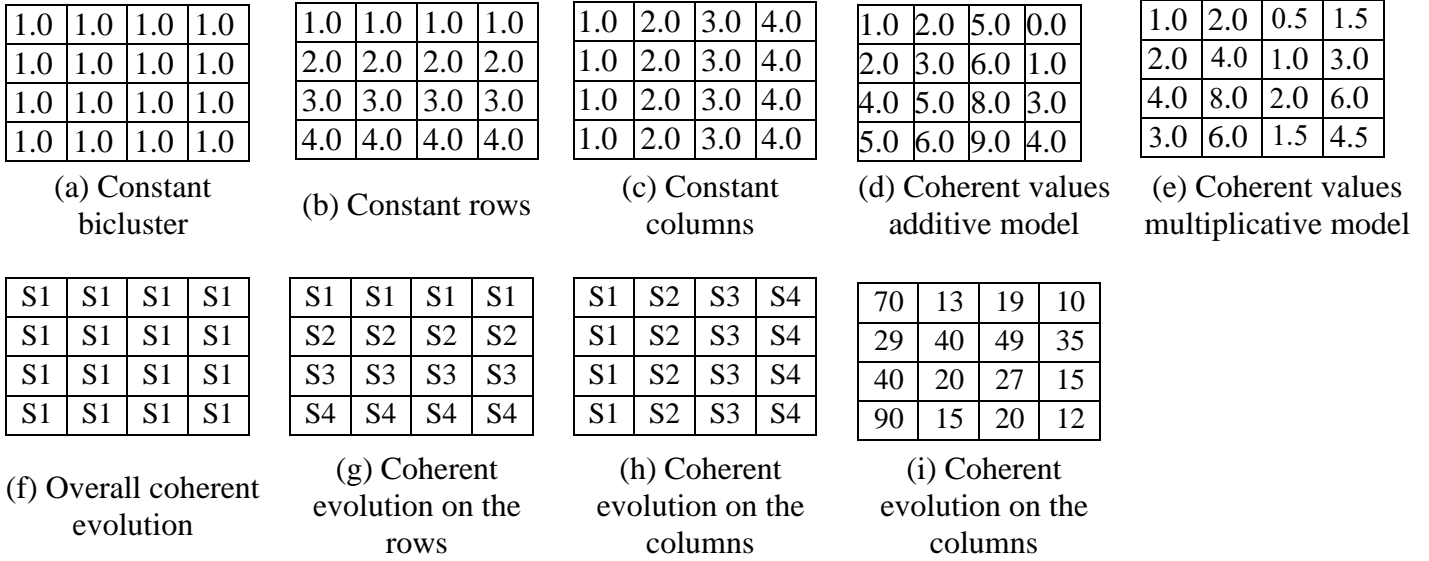 1.0 1.0 1.0 1.0
1.0 1.0 1.0 1.0
1.0 1.0 1.0 1.0
1.0 1.0 1.0 1.0
(a) Constant
bicluster
1.0 1.0 1.0 1.0
2.0 2.0 2.0 2.0
3.0 3.0 3.0 3.0
4.0 4.0 4.0 4.0
(b) Constant rows
1.0 2.0 3.0 4.0
1.0 2.0 3.0 4.0
1.0 2.0 3.0 4.0
1.0 2.0 3.0 4.0
(c) Constant
columns
1.0 2.0 5.0 0.0
2.0 3.0 6.0 1.0
4.0 5.0 8.0 3.0
5.0 6.0 9.0 4.0
(d) Coherent values
additive model
1.0 2.0 0.5 1.5
2.0 4.0 1.0 3.0
4.0 8.0 2.0 6.0
3.0 6.0 1.5 4.5
(e) Coherent values
multiplicative model
S1 S1 S1 S1
S1 S1 S1 S1
S1 S1 S1 S1
S1 S1 S1 S1
(f) Overall coherent
evolution
S1 S1 S1 S1
S2 S2 S2 S2
S3 S3 S3 S3
S4 S4 S4 S4
(g) Coherent
evolution on the
rows
S1 S2 S3 S4
S1 S2 S3 S4
S1 S2 S3 S4
S1 S2 S3 S4
(h) Coherent
evolution on the
columns
70 13 19 10
29 40 49 35
40 20 27 15
90 15 20 12
(i) Coherent
evolution on the
columns